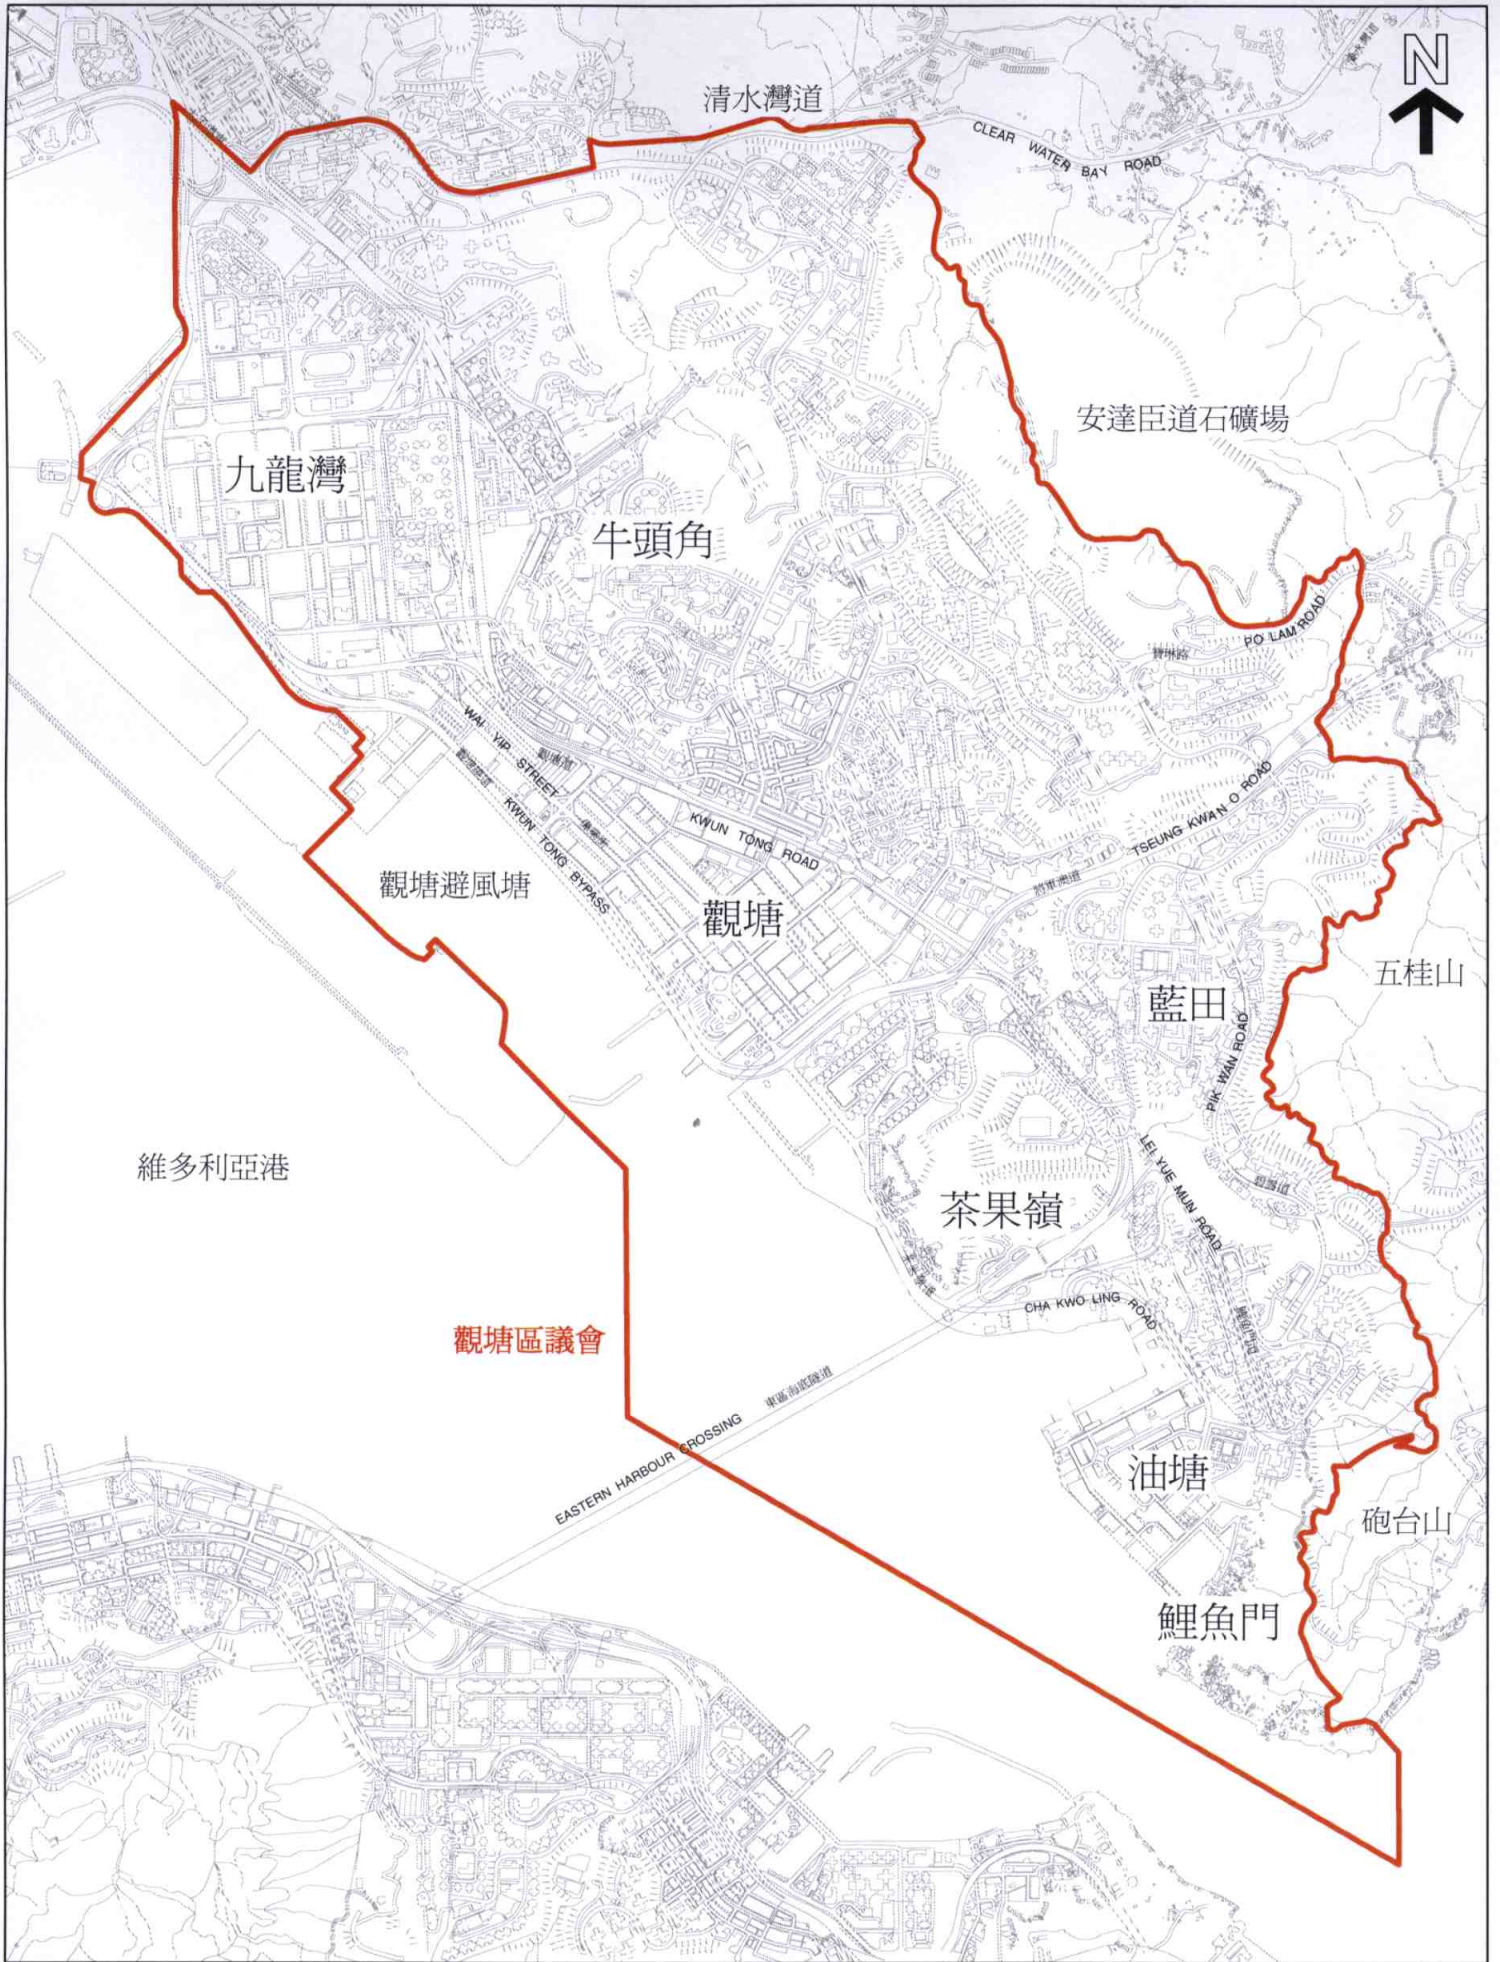 N
清水灣道
CLEAR WATER BAY ROAD
安達臣道石礦場
九龍灣
牛頭角
PO LAM ROAD
寶琳路
WAI YIP STREET
觀塘道
KWUN TONG BYPASS
KWUN TONG ROAD
TSEUNG KWAN O ROAD
將軍澳道
觀塘避風塘
觀塘
五桂山
藍田
PIK WAN ROAD
維多利亞港
LEI YUE MUN ROAD
茶果嶺
CHA KWO LING ROAD
鯉魚門道
觀塘區議會
東區海底隧道
EASTERN HARBOUR CROSSING
油塘
砲台山
鯉魚門